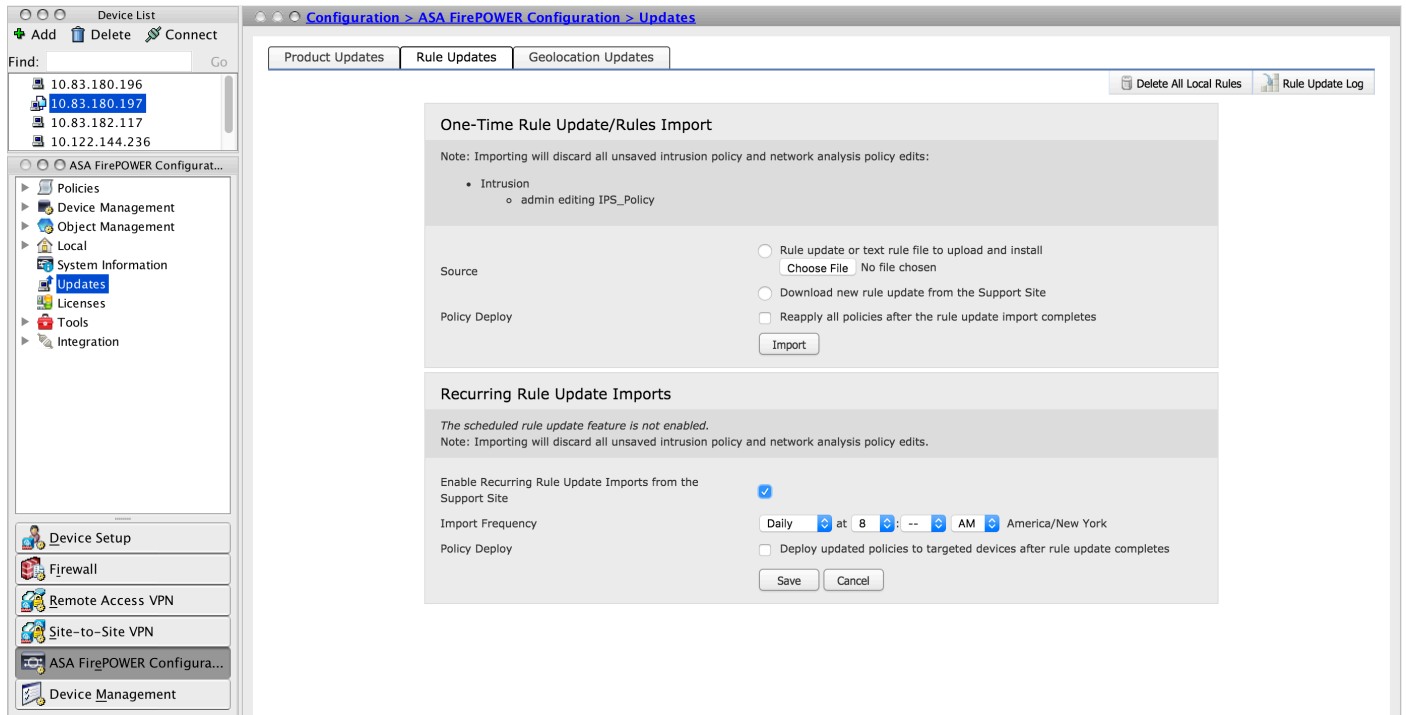 Device List
Add Delete Connect
Find: Go
10.83.180.196
10.83.180.197
10.83.182.117
10.122.144.236
ASA FirePOWER Configurat...
Policies
Device Management
Object Management
Local
System Information
Updates
Licenses
Tools
Integration
Device Setup
Firewall
Remote Access VPN
Site-to-Site VPN
ASA FirePOWER Configura...
Device Management
Configuration > ASA FirePOWER Configuration > Updates
Product Updates Rule Updates Geolocation Updates
Delete All Local Rules Rule Update Log
One-Time Rule Update/Rules Import
Note: Importing will discard all unsaved intrusion policy and network analysis policy edits:
Intrusion
admin editing IPS_Policy
Source
Rule update or text rule file to upload and install
Choose File No file chosen
Download new rule update from the Support Site
Policy Deploy Reapply all policies after the rule update import completes
Import
Recurring Rule Update Imports
The scheduled rule update feature is not enabled.
Note: Importing will discard all unsaved intrusion policy and network analysis policy edits.
Enable Recurring Rule Update Imports from the
Support Site
Import Frequency Daily at 8 : -- AM America/New York
Policy Deploy Deploy updated policies to targeted devices after rule update completes
Save Cancel